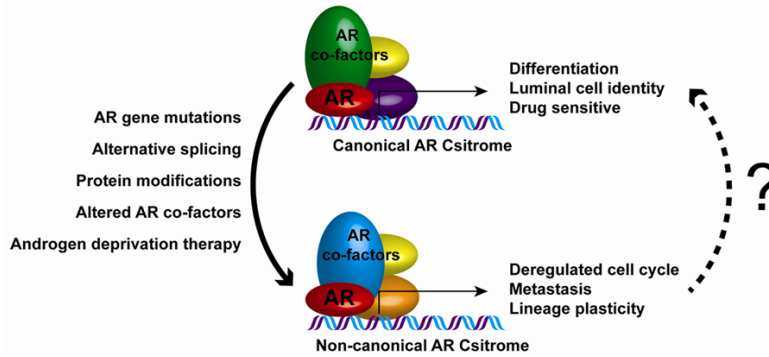 AR
co-factors
AR
Canonical AR Csitrome
Differentiation
Luminal cell identity
Drug sensitive
AR gene mutations
Alternative splicing
Protein modifications
Altered AR co-factors
Androgen deprivation therapy
?
AR
co-factors
AR
Non-canonical AR Csitrome
Deregulated cell cycle
Metastasis
Lineage plasticity